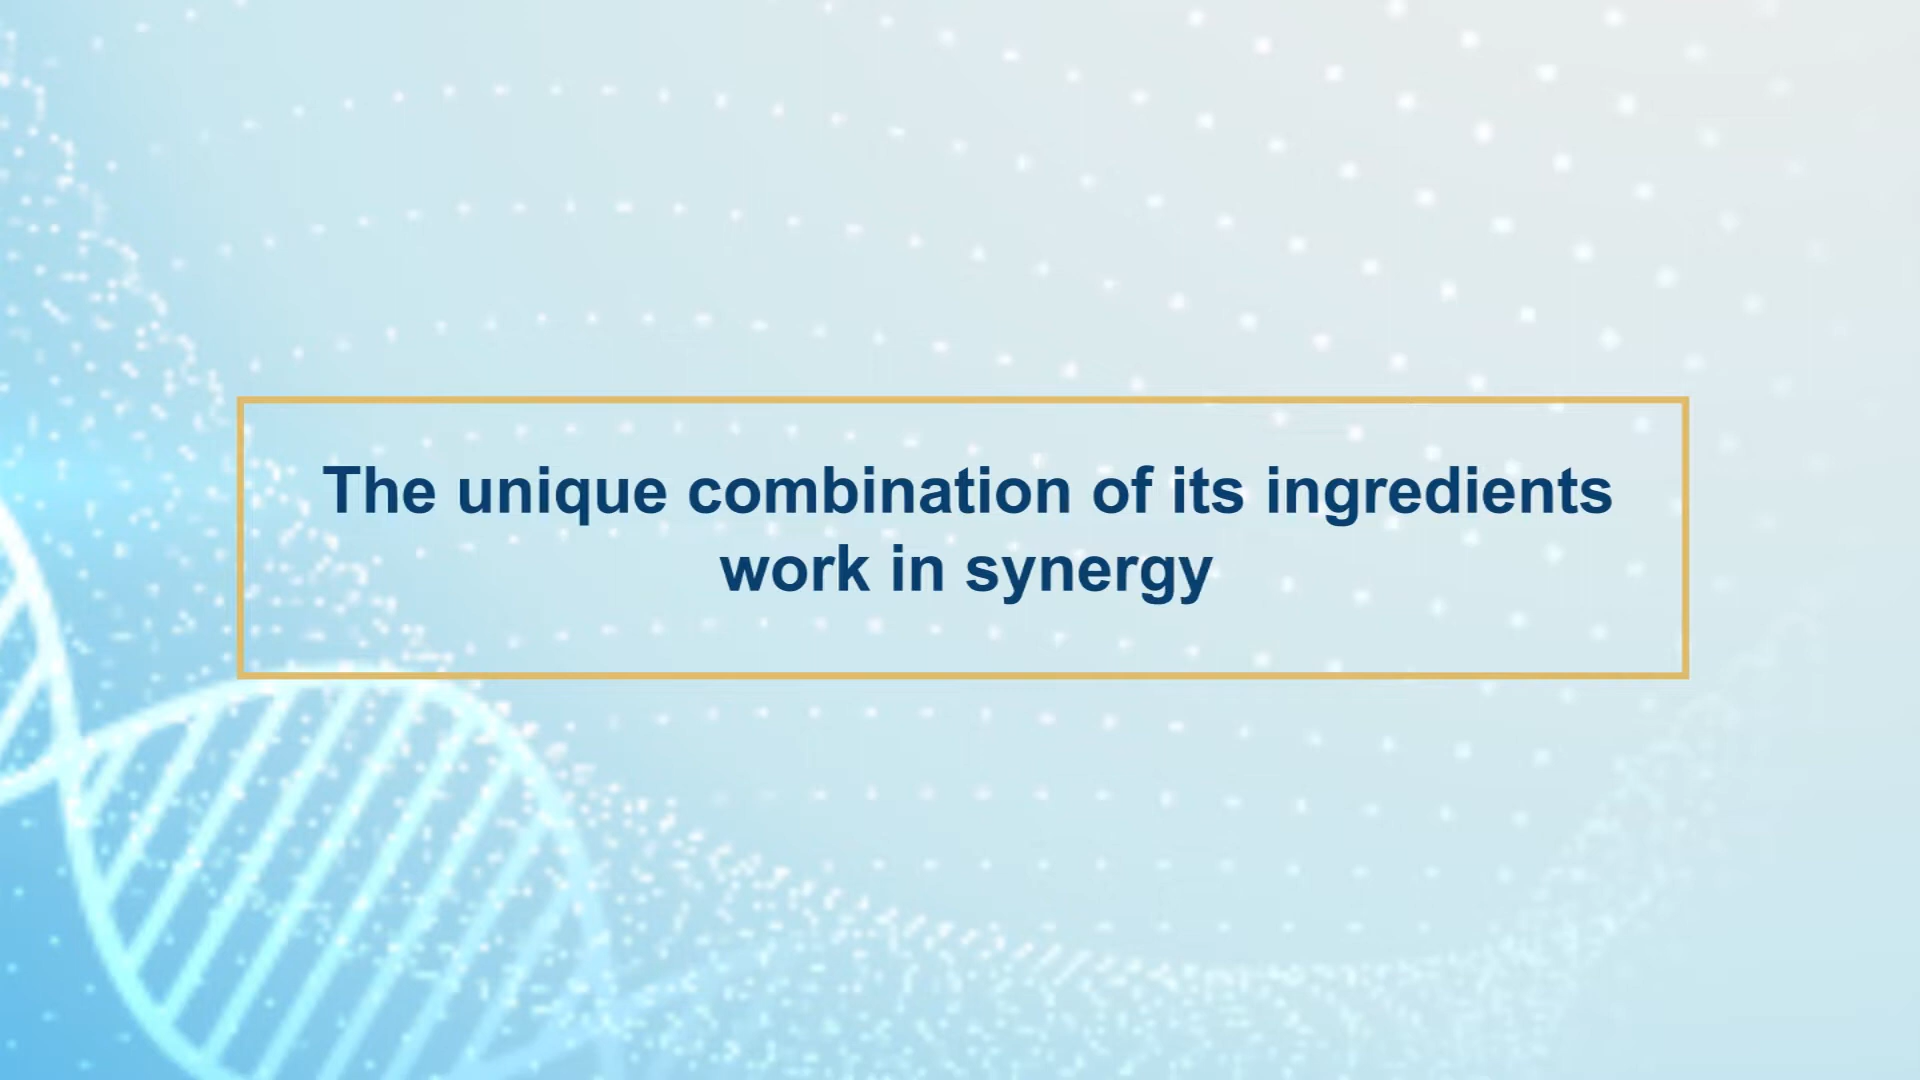 The unique combination of its ingredients
work in synergy